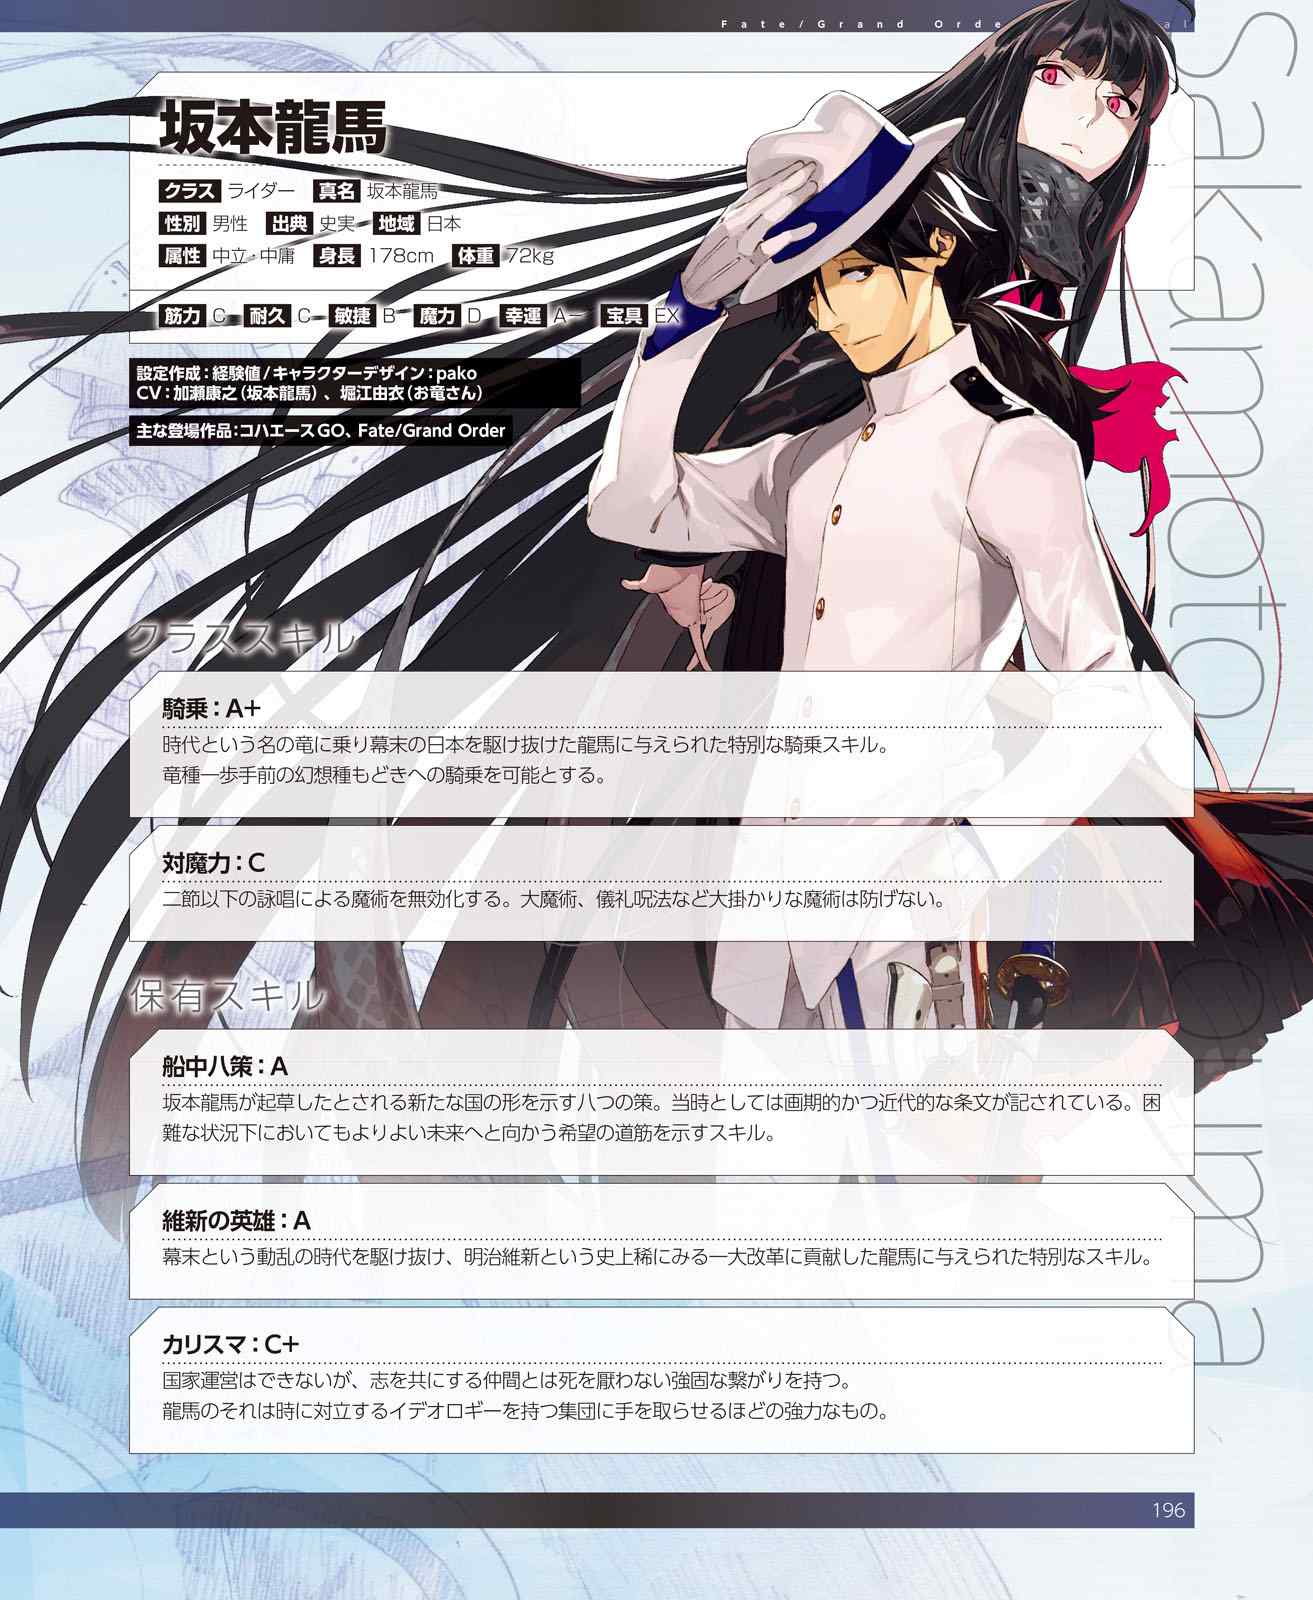 Fate/Grand Orde
al
坂本龍馬
クラス ライダー 真名 坂本龍馬
性別 男性 出典 史実 地域 日本
属性 中立・中庸 身長 178cm 体重 72kg
筋力 C 耐久 C 敏捷 B 魔力 D 幸運 A− 宝具 EX
設定作成：経験値/キャラクターデザイン：pako
CV：加瀬康之（坂本龍馬）、堀江由衣（お竜さん）
主な登場作品：コハエースGO、Fate/Grand Order
クラススキル
騎乗：A+
時代という名の竜に乗り幕末の日本を駆け抜けた龍馬に与えられた特別な騎乗スキル。
竜種一歩手前の幻想種もどきへの騎乗を可能とする。
対魔力：C
二節以下の詠唱による魔術を無効化する。大魔術、儀礼呪法など大掛かりな魔術は防げない。
保有スキル
船中八策：A
坂本龍馬が起草したとされる新たな国の形を示す八つの策。当時としては画期的かつ近代的な条文が記されている。困
難な状況下においてもよりよい未来へと向かう希望の道筋を示すスキル。
維新の英雄：A
幕末という動乱の時代を駆け抜け、明治維新という史上稀にみる一大改革に貢献した龍馬に与えられた特別なスキル。
カリスマ：C+
国家運営はできないが、志を共にする仲間とは死を厭わない強固な繋がりを持つ。
龍馬のそれは時に対立するイデオロギーを持つ集団に手を取らせるほどの強力なもの。
196
Sakamoto